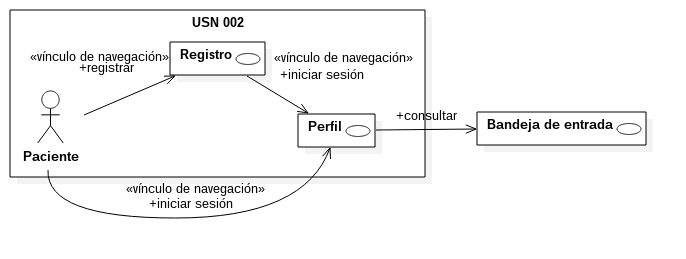 USN 002
«vínculo de navegación»
+registrar
Registro
«vínculo de navegación»
+iniciar sesión
Perfil
+consultar
Bandeja de entrada
Paciente
«vínculo de navegación»
+iniciar sesión